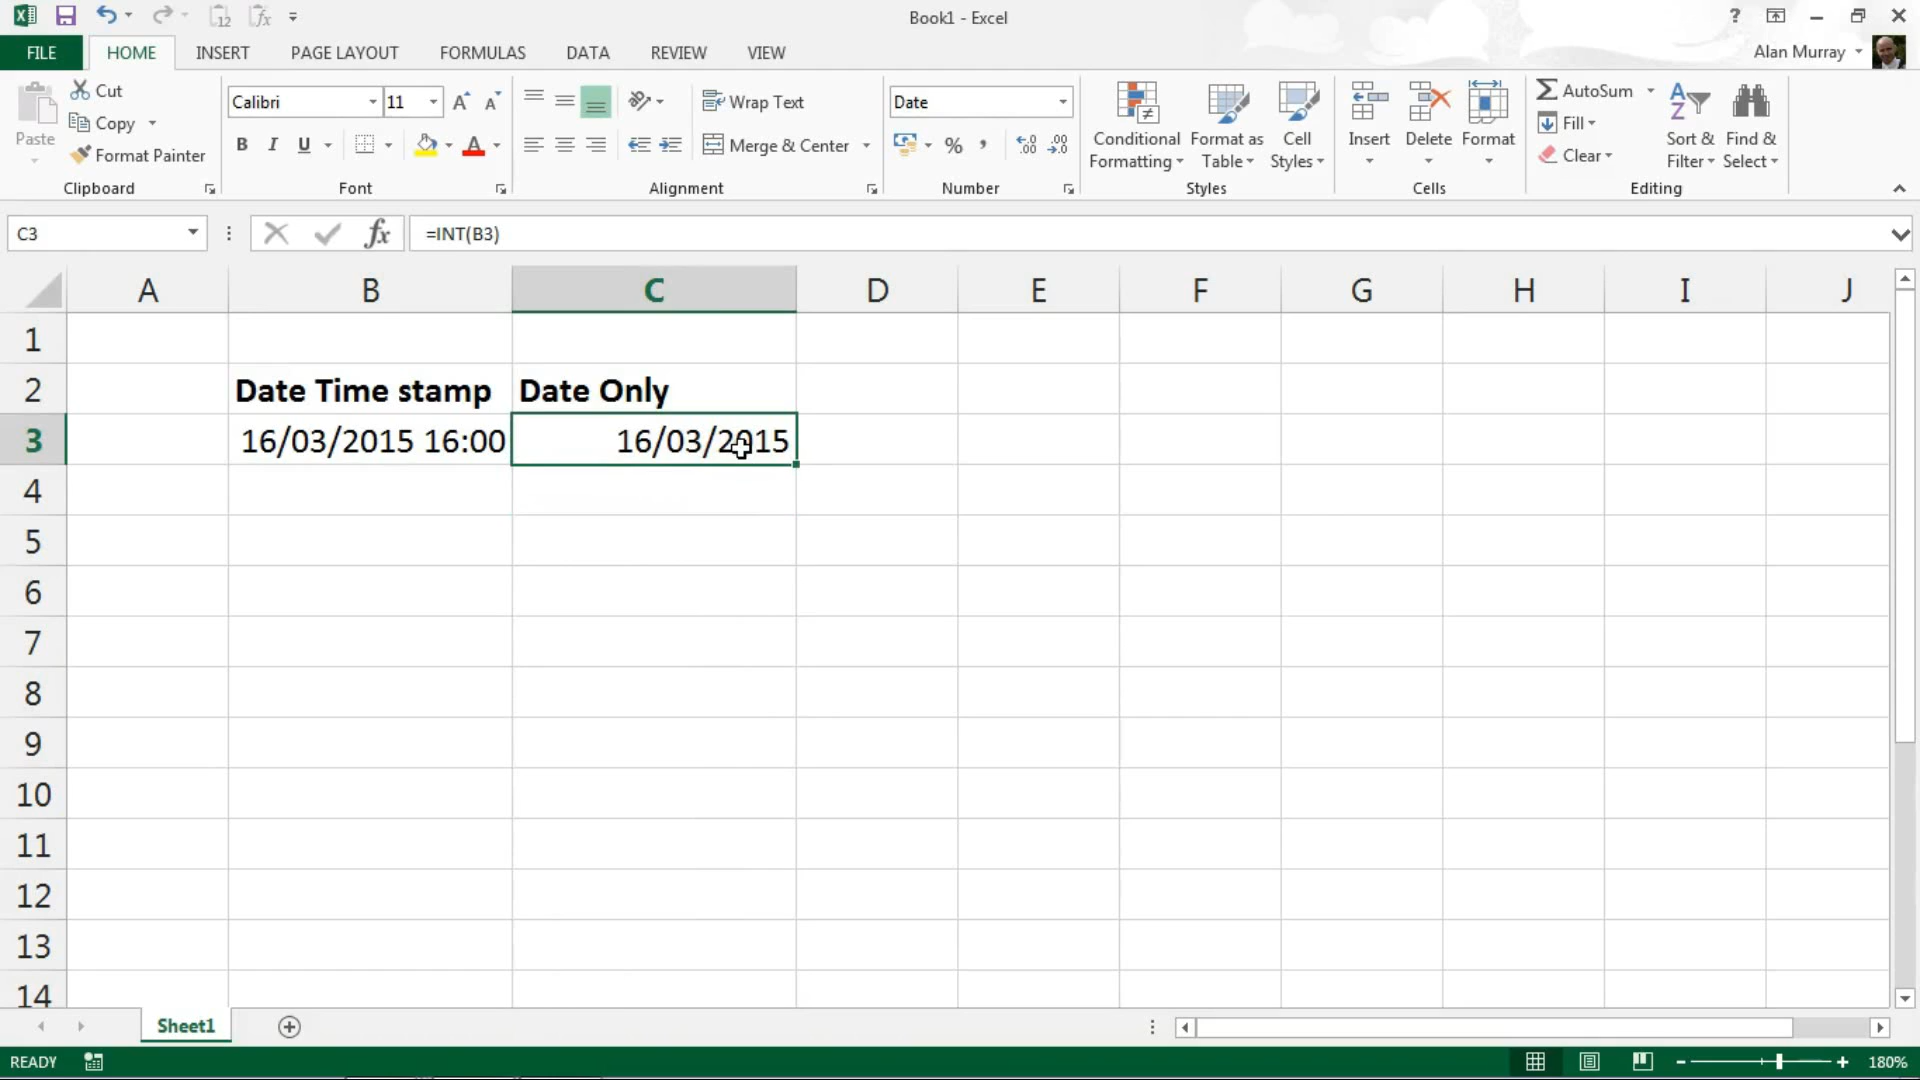 Book1 - Excel
FILE HOME INSERT PAGE LAYOUT FORMULAS DATA REVIEW VIEW Alan Murray
Paste
Cut
Copy
Format Painter
Clipboard
Calibri 11
B I U
Font
Wrap Text
Merge & Center
Alignment
Date
%
Number
Conditional Formatting
Format as Table
Cell Styles
Styles
Insert Delete Format
Cells
AutoSum
Fill
Clear
Sort & Filter
Find & Select
Editing
C3 fx =INT(B3)
A B C D E F G H I J
1
2 Date Time stamp Date Only
3 16/03/2015 16:00 16/03/2015
4
5
6
7
8
9
10
11
12
13
14
Sheet1
READY 180%